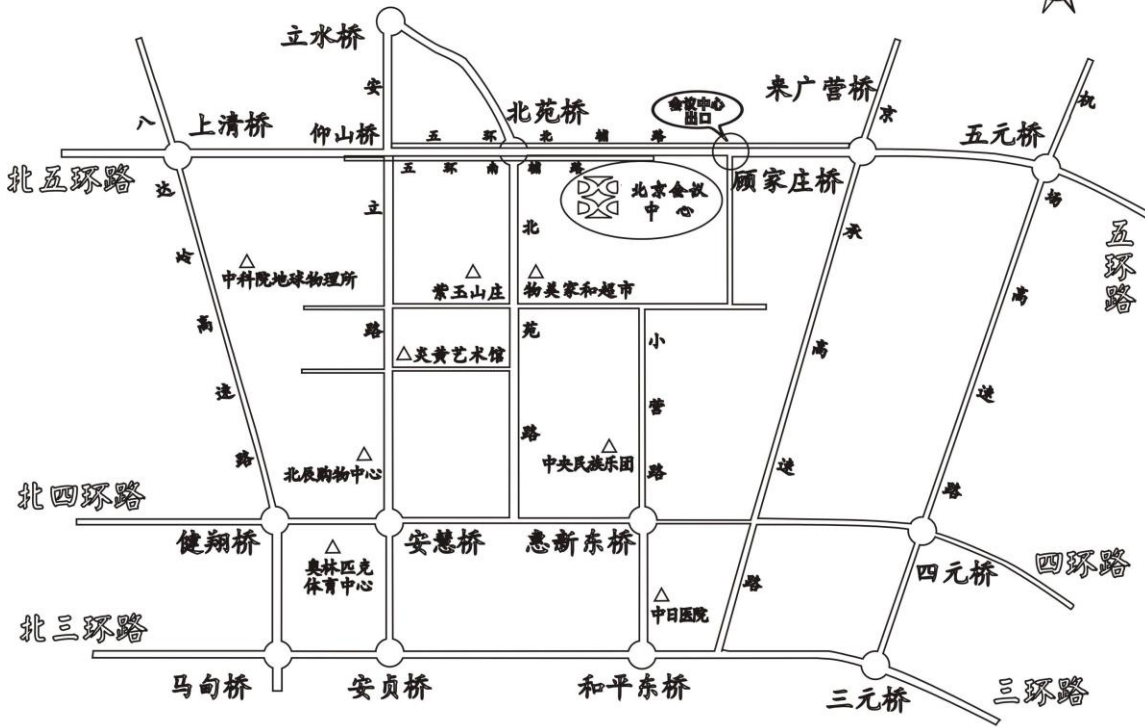 立水桥
安立路
北苑桥
会议中心
出口
来广营桥
京承高速路
机场高速路
八达岭高速路
上清桥
仰山桥
五环北辅路
五元桥
北五环路
五环南辅路
北京会议
中心
顾家庄桥
五环路
北苑路
中科院地球物理所
紫玉山庄
物美家和超市
炎黄艺术馆
小营路
北辰购物中心
中央民族乐团
北四环路
健翔桥
安慧桥
惠新东桥
四元桥
四环路
奥林匹克
体育中心
中日医院
北三环路
马甸桥
安贞桥
和平东桥
三元桥
三环路